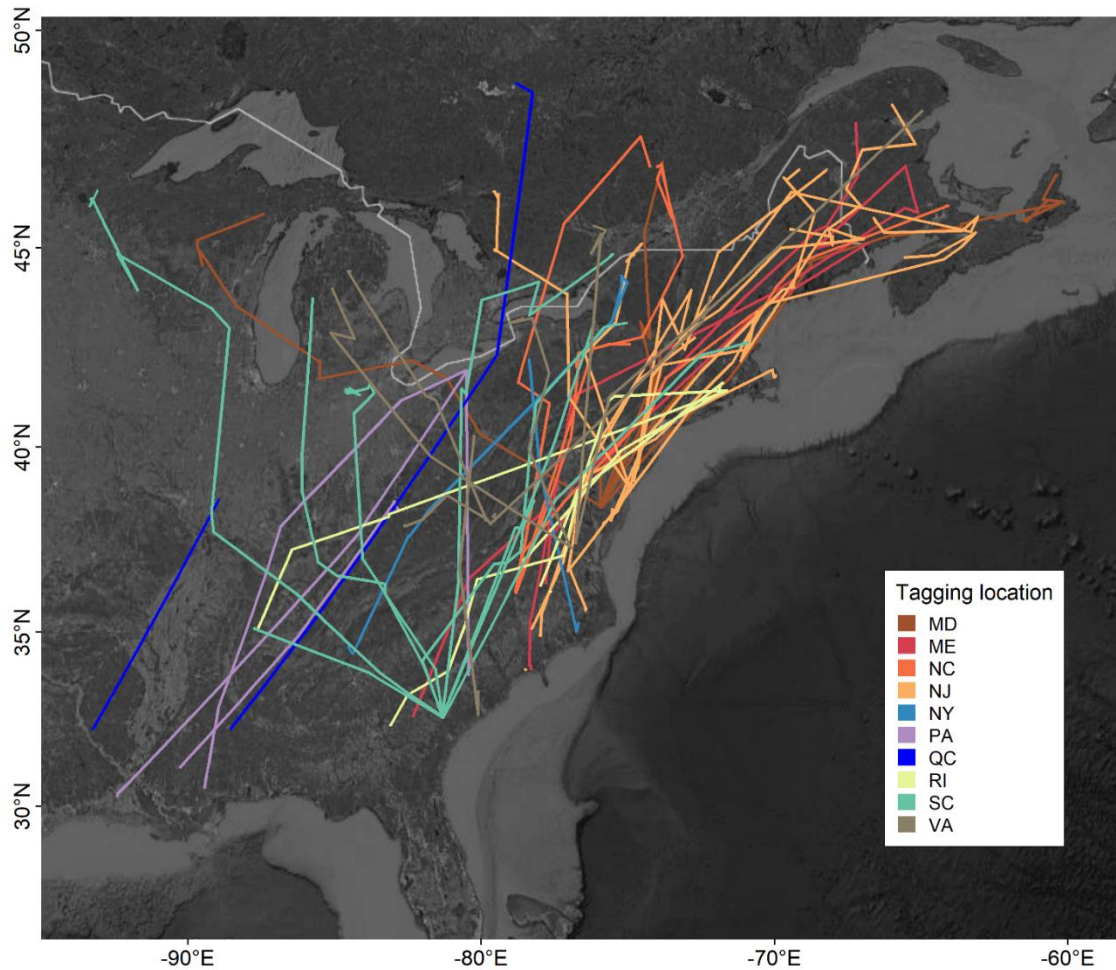 50°N
45°N
40°N
35°N
30°N
-90°E
-80°E
-70°E
-60°E
Tagging location
MD
ME
NC
NJ
NY
PA
QC
RI
SC
VA